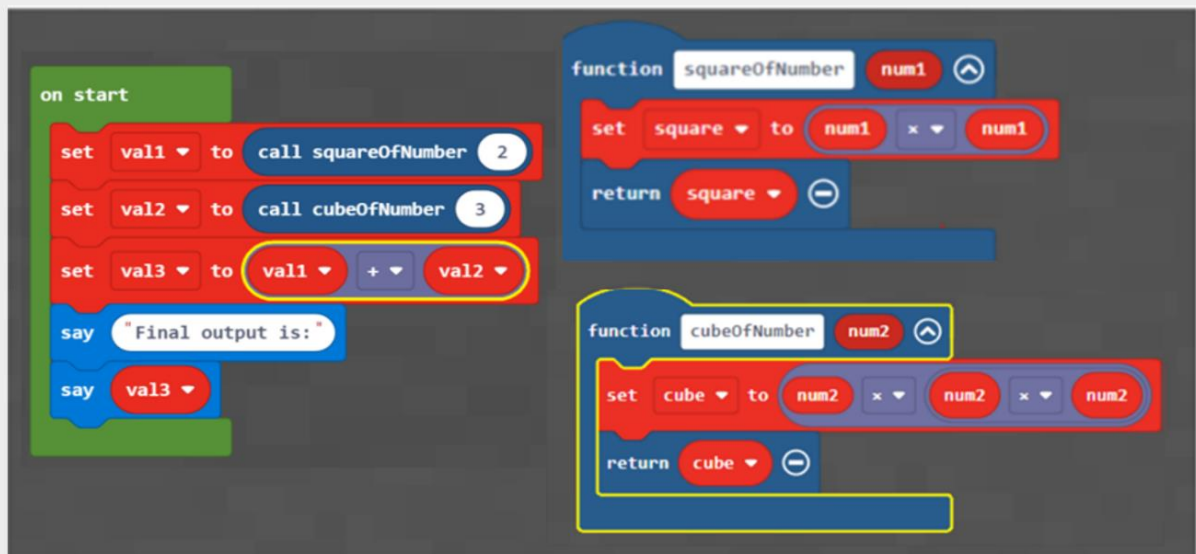 on start
set val1 to call squareOfNumber 2
set val2 to call cubeOfNumber 3
set val3 to val1 + val2
say "Final output is:"
say val3
function squareOfNumber num1
set square to num1 × num1
return square
function cubeOfNumber num2
set cube to num2 × num2 × num2
return cube